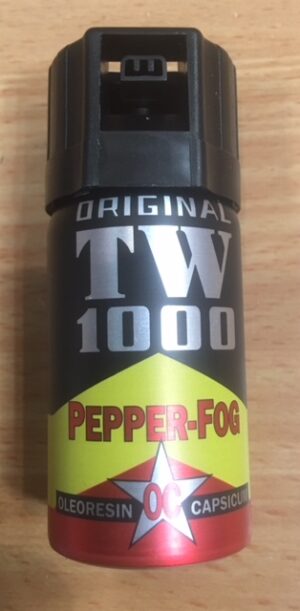 ORIGINAL
TW
1000
PEPPER-FOG
OLEORESIN OC CAPSICUM